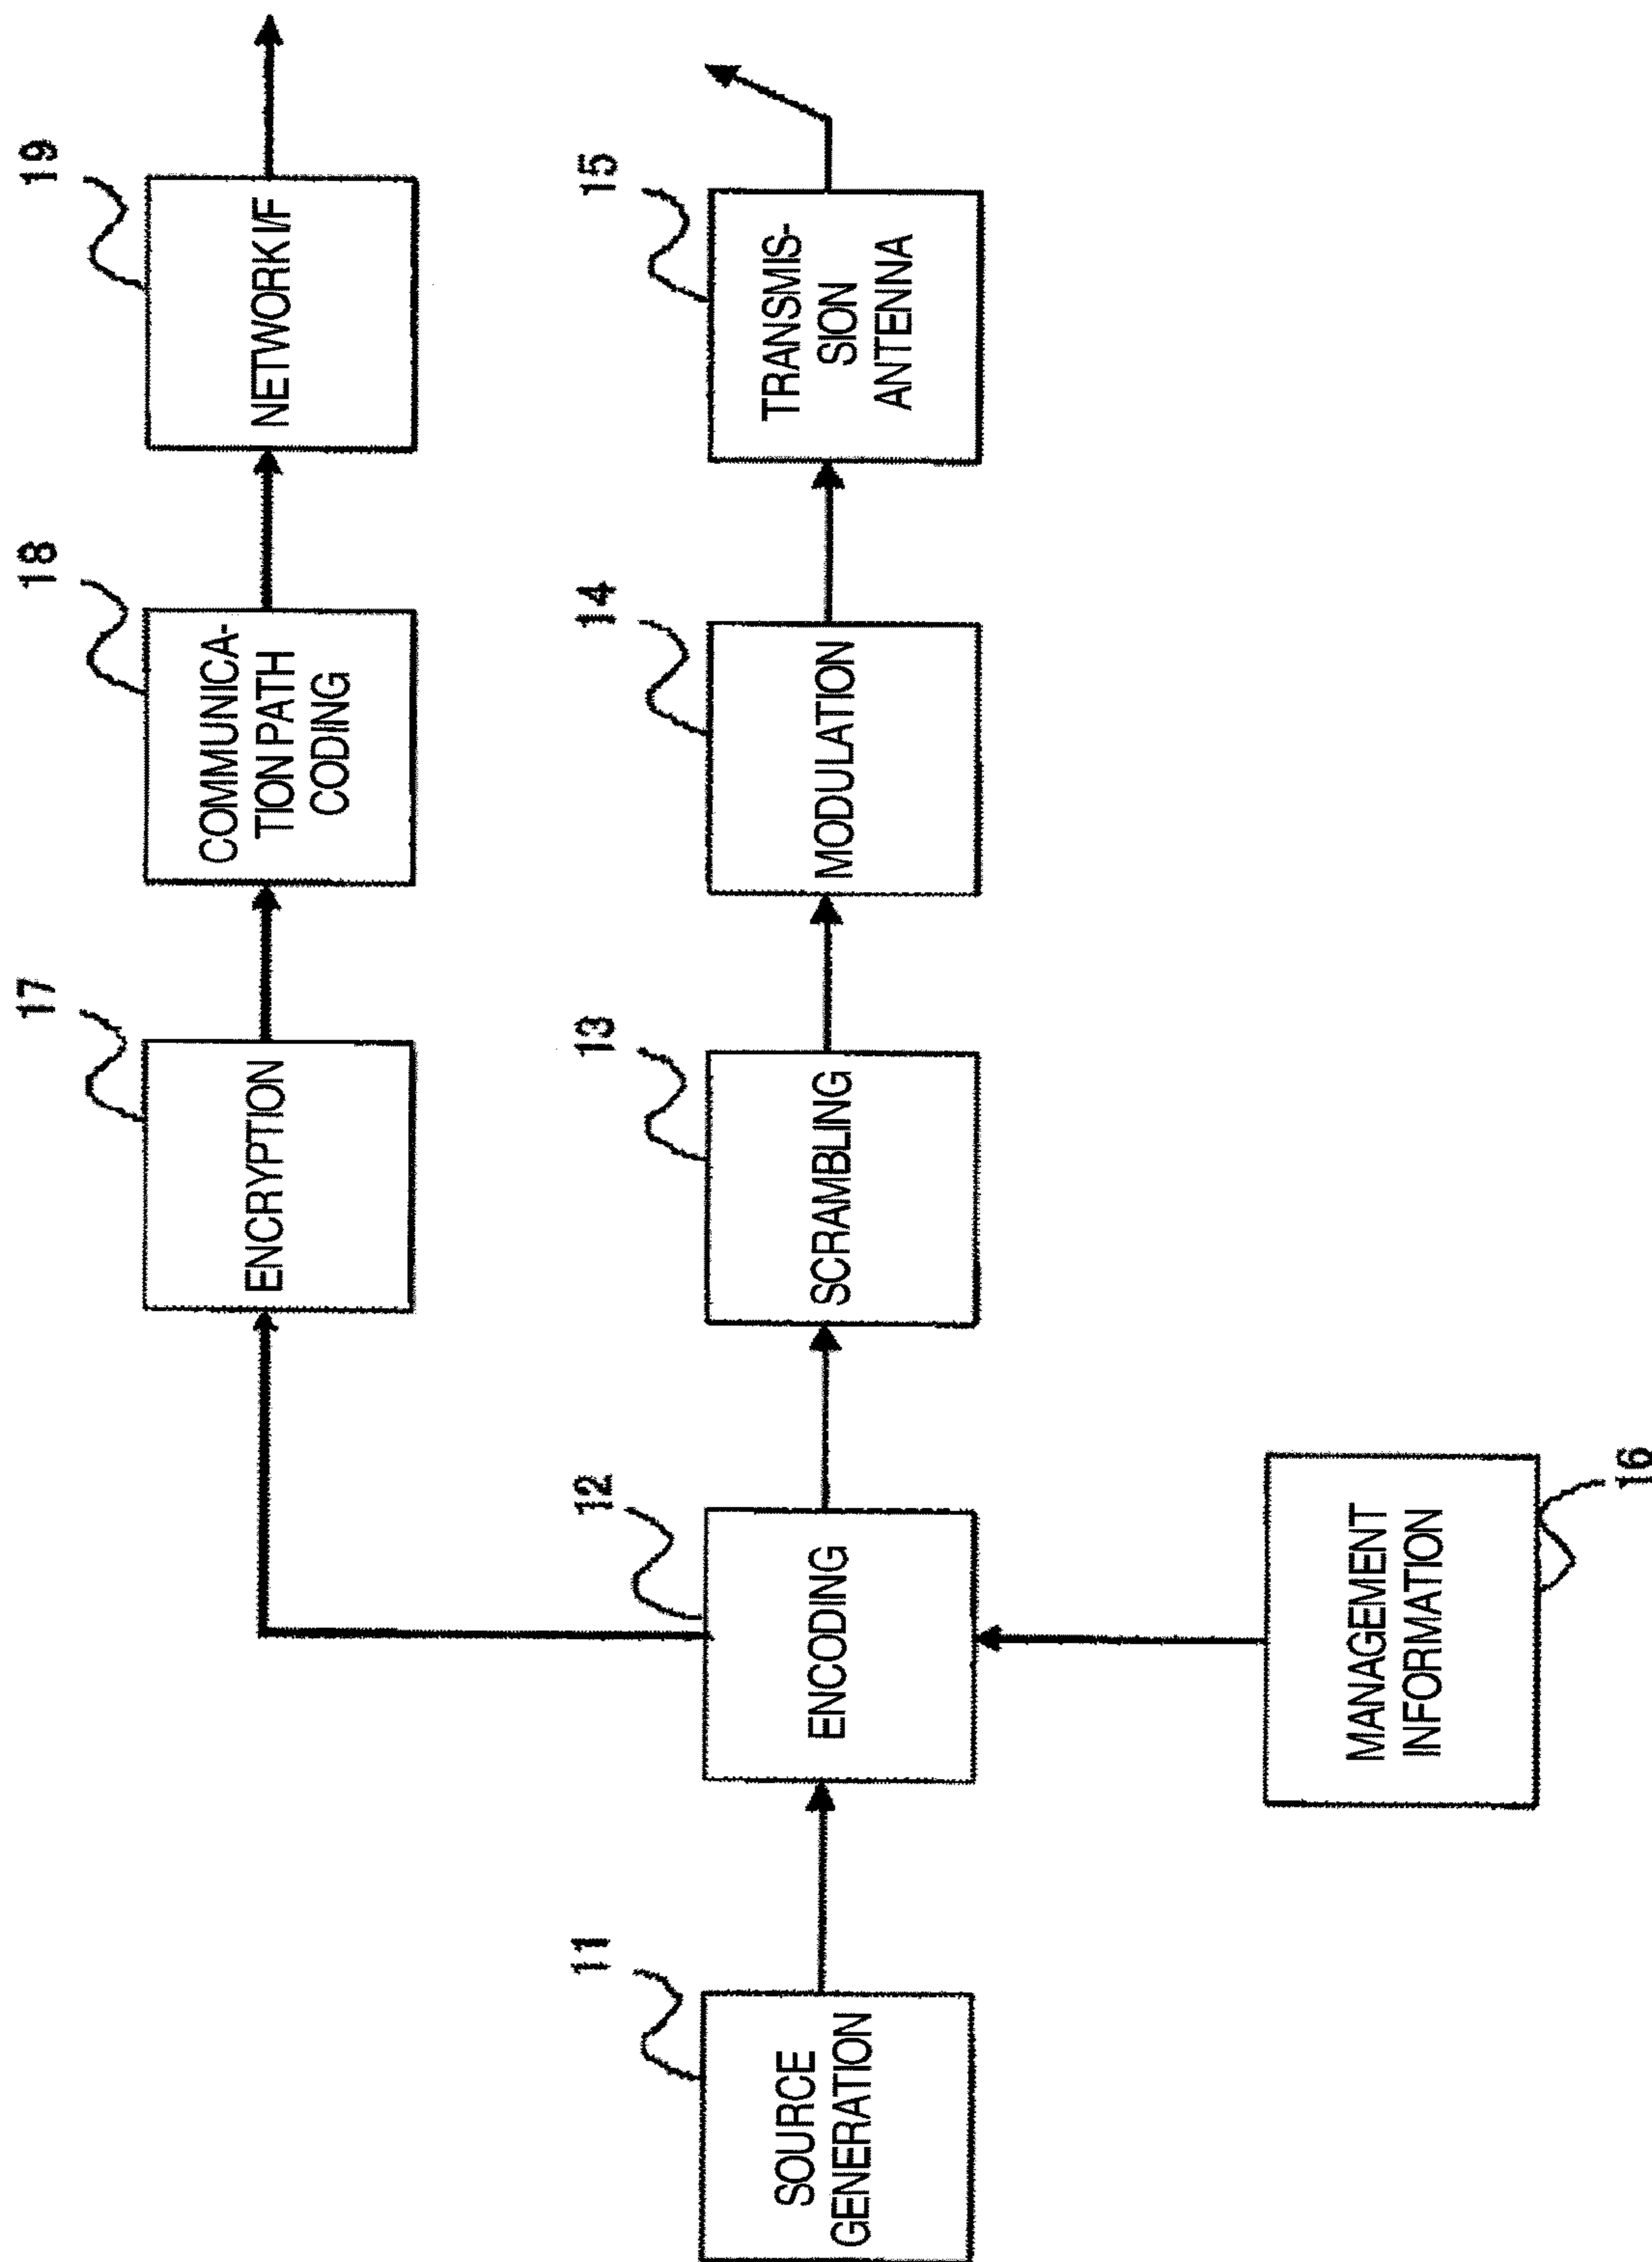 19
NETWORK I/F
18
COMMUNICA-
TION PATH
CODING
17
ENCRYPTION
15
TRANSMIS-
SION
ANTENNA
14
MODULATION
13
SCRAMBLING
12
ENCODING
11
SOURCE
GENERATION
16
MANAGEMENT
INFORMATION